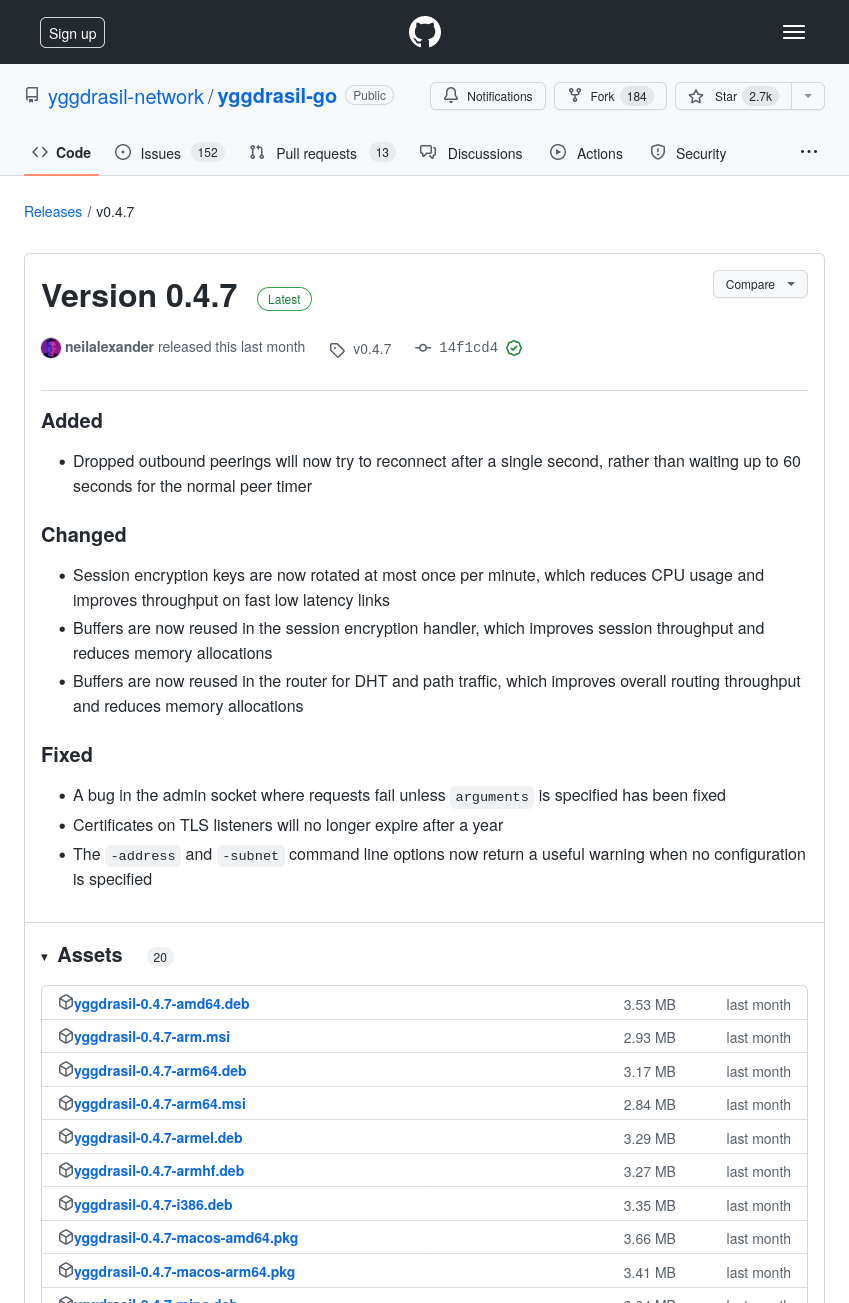 Sign up
yggdrasil-network / yggdrasil-go Public Notifications Fork 184 Star 2.7k
Code Issues 152 Pull requests 13 Discussions Actions Security
Releases / v0.4.7
Version 0.4.7 Latest Compare
neilalexander released this last month v0.4.7 14f1cd4
Added
• Dropped outbound peerings will now try to reconnect after a single second, rather than waiting up to 60
seconds for the normal peer timer
Changed
• Session encryption keys are now rotated at most once per minute, which reduces CPU usage and
improves throughput on fast low latency links
• Buffers are now reused in the session encryption handler, which improves session throughput and
reduces memory allocations
• Buffers are now reused in the router for DHT and path traffic, which improves overall routing throughput
and reduces memory allocations
Fixed
• A bug in the admin socket where requests fail unless arguments is specified has been fixed
• Certificates on TLS listeners will no longer expire after a year
• The -address and -subnet command line options now return a useful warning when no configuration
is specified
Assets 20
yggdrasil-0.4.7-amd64.deb 3.53 MB last month
yggdrasil-0.4.7-arm.msi 2.93 MB last month
yggdrasil-0.4.7-arm64.deb 3.17 MB last month
yggdrasil-0.4.7-arm64.msi 2.84 MB last month
yggdrasil-0.4.7-armel.deb 3.29 MB last month
yggdrasil-0.4.7-armhf.deb 3.27 MB last month
yggdrasil-0.4.7-i386.deb 3.35 MB last month
yggdrasil-0.4.7-macos-amd64.pkg 3.66 MB last month
yggdrasil-0.4.7-macos-arm64.pkg 3.41 MB last month